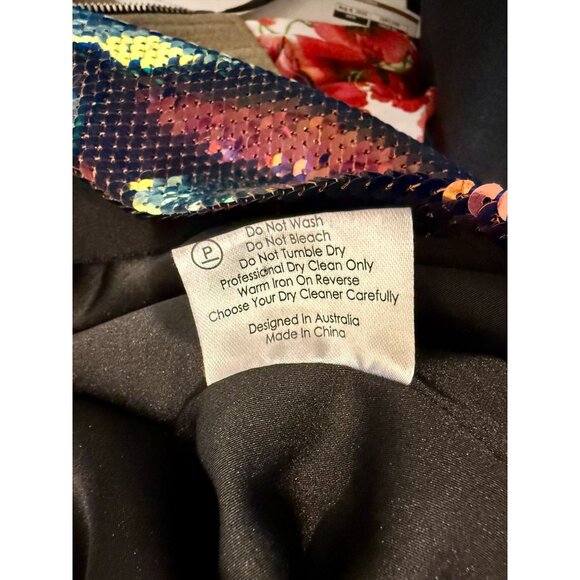 P
Do Not Wash
Do Not Bleach
Do Not Tumble Dry
Professional Dry Clean Only
Warm Iron On Reverse
Choose Your Dry Cleaner Carefully
Designed In Australia
Made In China